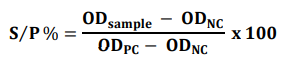 S/P % = (OD_sample − OD_NC) / (OD_PC − OD_NC) x 100